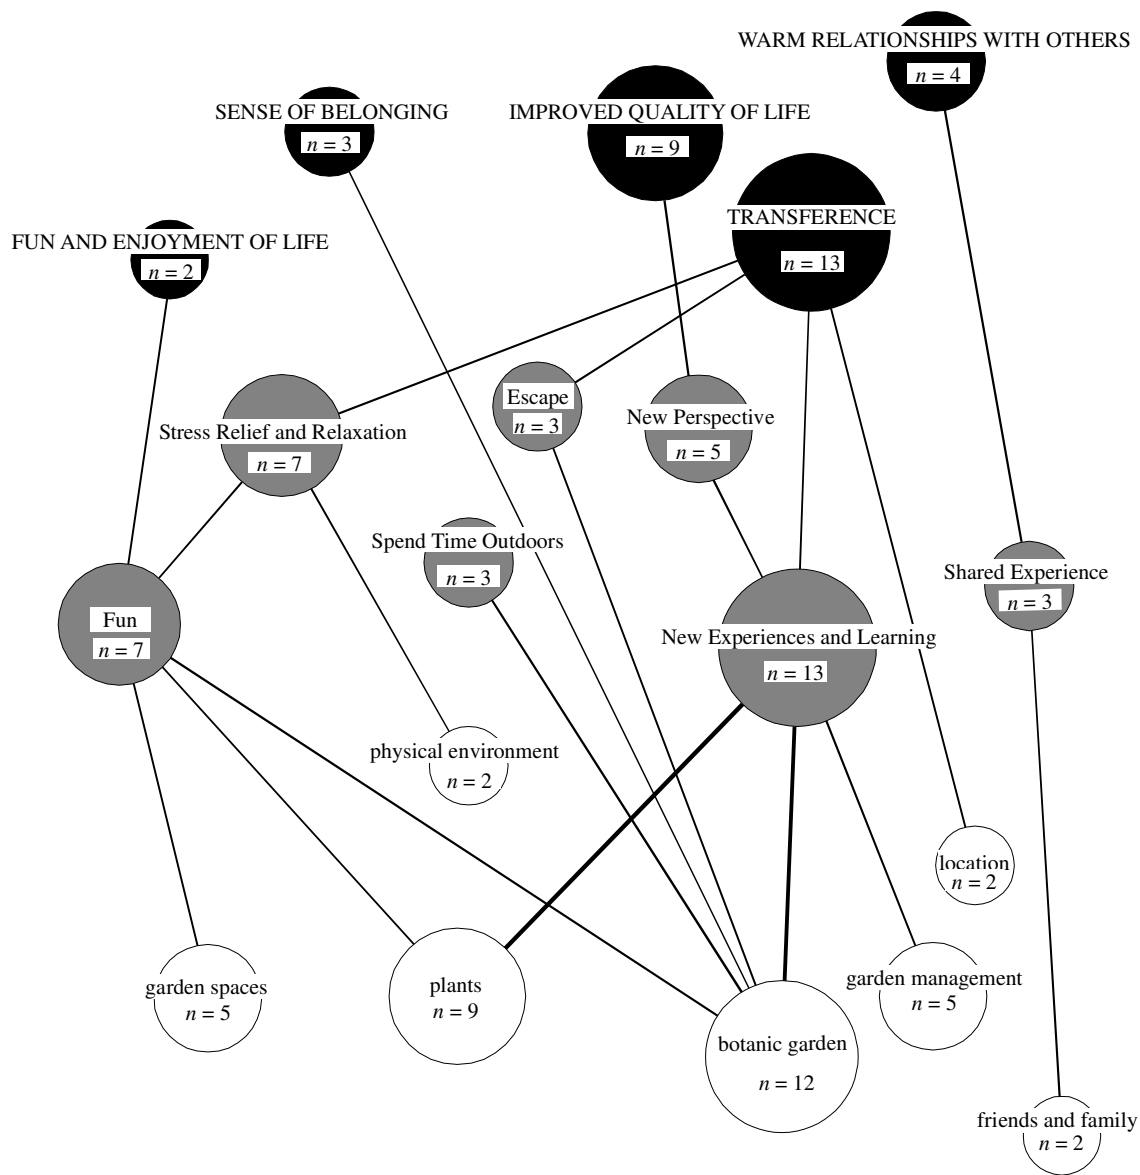 WARM RELATIONSHIPS WITH OTHERS
n = 4
SENSE OF BELONGING
n = 3
IMPROVED QUALITY OF LIFE
n = 9
TRANSFERENCE
n = 13
FUN AND ENJOYMENT OF LIFE
n = 2
Escape
n = 3
New Perspective
n = 5
Stress Relief and Relaxation
n = 7
Spend Time Outdoors
n = 3
Shared Experience
n = 3
Fun
n = 7
New Experiences and Learning
n = 13
physical environment
n = 2
location
n = 2
garden spaces
n = 5
plants
n = 9
garden management
n = 5
botanic garden
n = 12
friends and family
n = 2